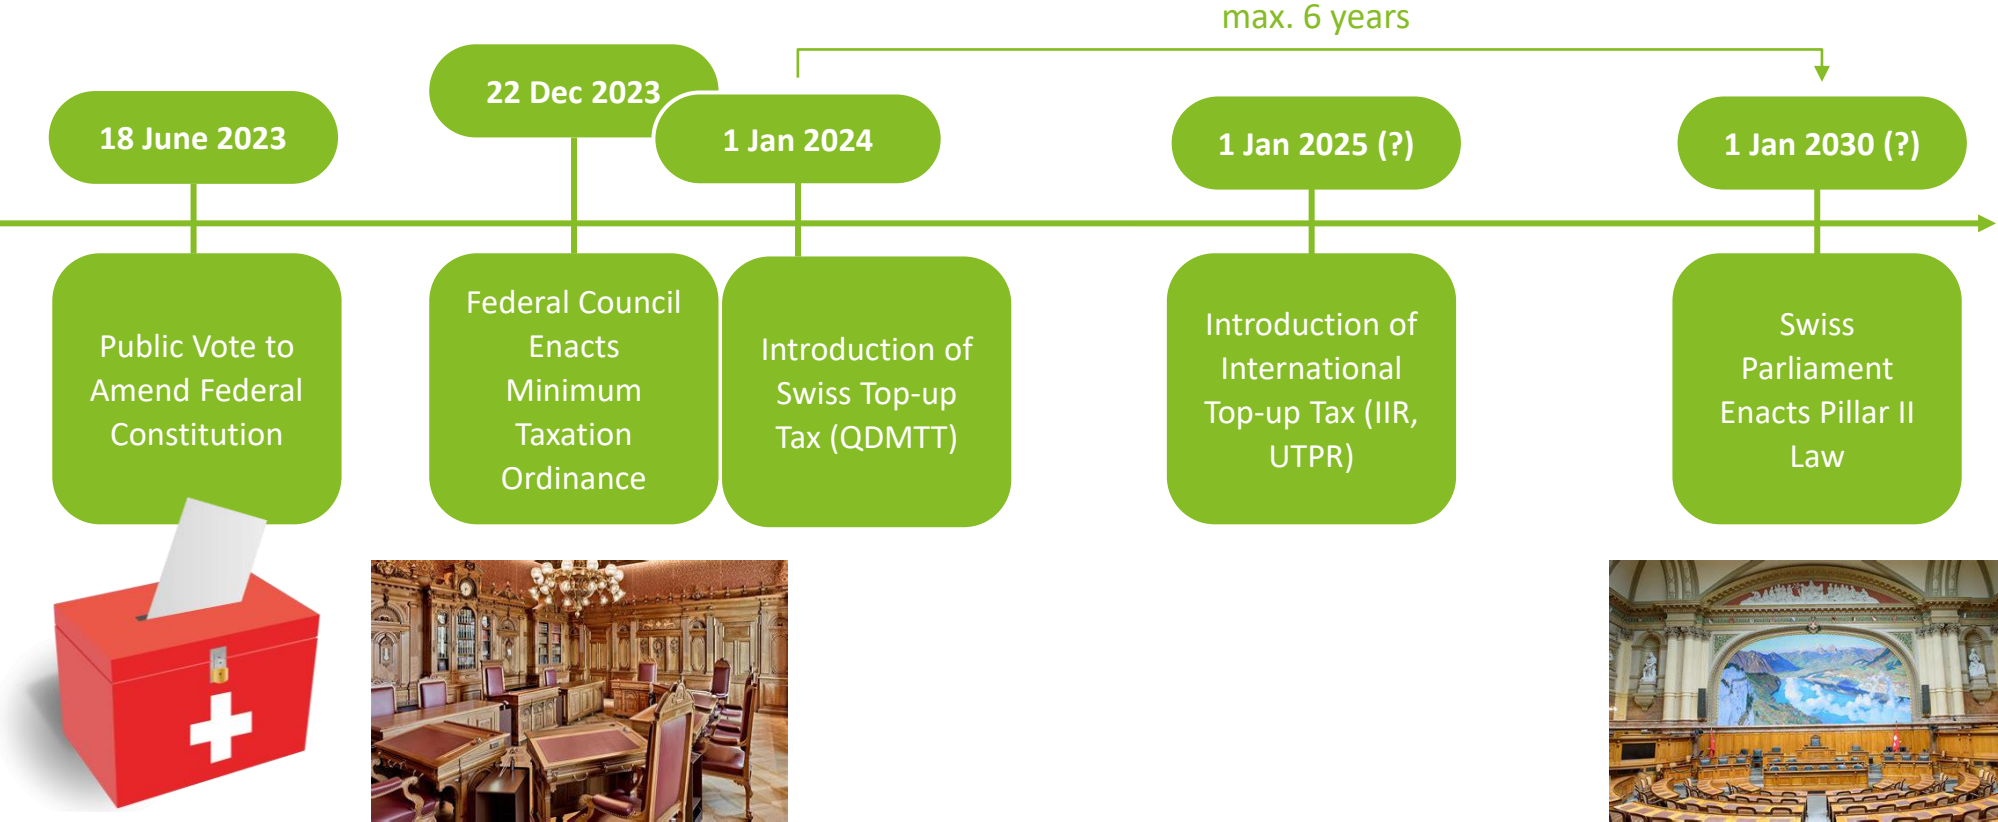 max. 6 years
18 June 2023
22 Dec 2023
1 Jan 2024
1 Jan 2025 (?)
1 Jan 2030 (?)
Public Vote to
Amend Federal
Constitution
Federal Council
Enacts
Minimum
Taxation
Ordinance
Introduction of
Swiss Top-up
Tax (QDMTT)
Introduction of
International
Top-up Tax (IIR,
UTPR)
Swiss
Parliament
Enacts Pillar II
Law